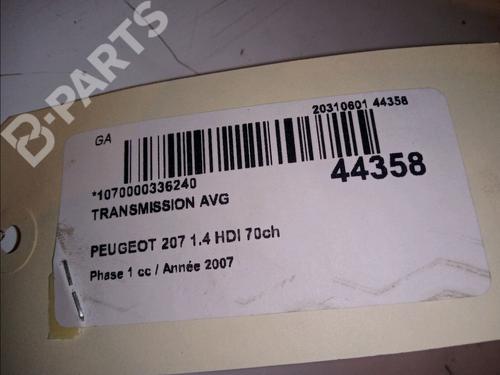 B-PARTS
GA
20310601 44358
*1070000336240
44358
TRANSMISSION AVG
PEUGEOT 207 1.4 HDI 70ch
Phase 1 cc / Année 2007